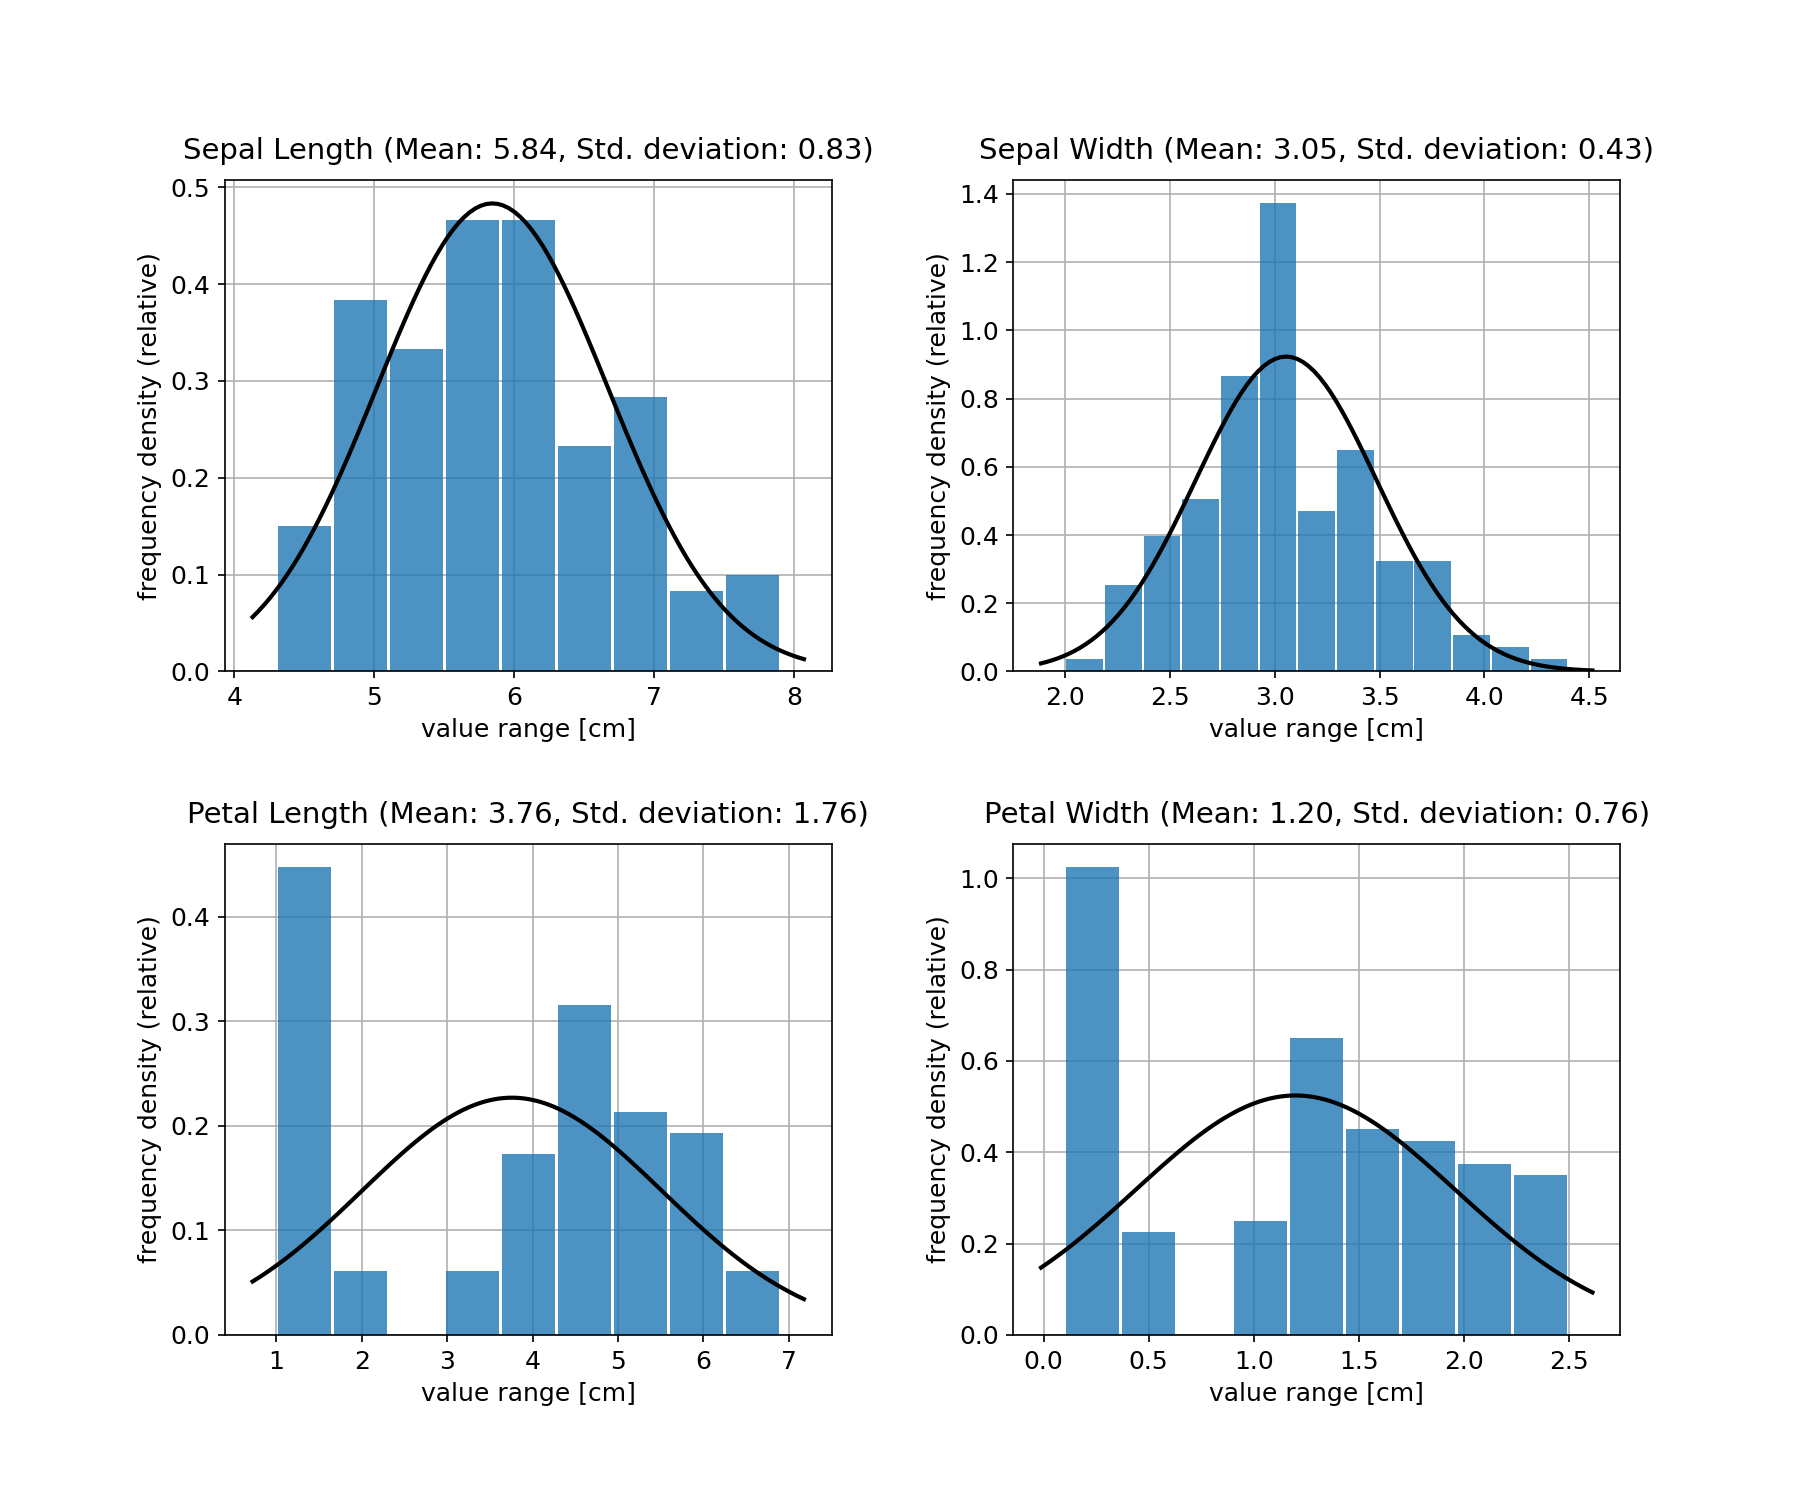 Sepal Length (Mean: 5.84, Std. deviation: 0.83)
0.5
0.4
0.3
0.2
0.1
0.0
frequency density (relative)
4 5 6 7 8
value range [cm]
Sepal Width (Mean: 3.05, Std. deviation: 0.43)
1.4
1.2
1.0
0.8
0.6
0.4
0.2
0.0
frequency density (relative)
2.0 2.5 3.0 3.5 4.0 4.5
value range [cm]
Petal Length (Mean: 3.76, Std. deviation: 1.76)
0.4
0.3
0.2
0.1
0.0
frequency density (relative)
1 2 3 4 5 6 7
value range [cm]
Petal Width (Mean: 1.20, Std. deviation: 0.76)
1.0
0.8
0.6
0.4
0.2
0.0
frequency density (relative)
0.0 0.5 1.0 1.5 2.0 2.5
value range [cm]